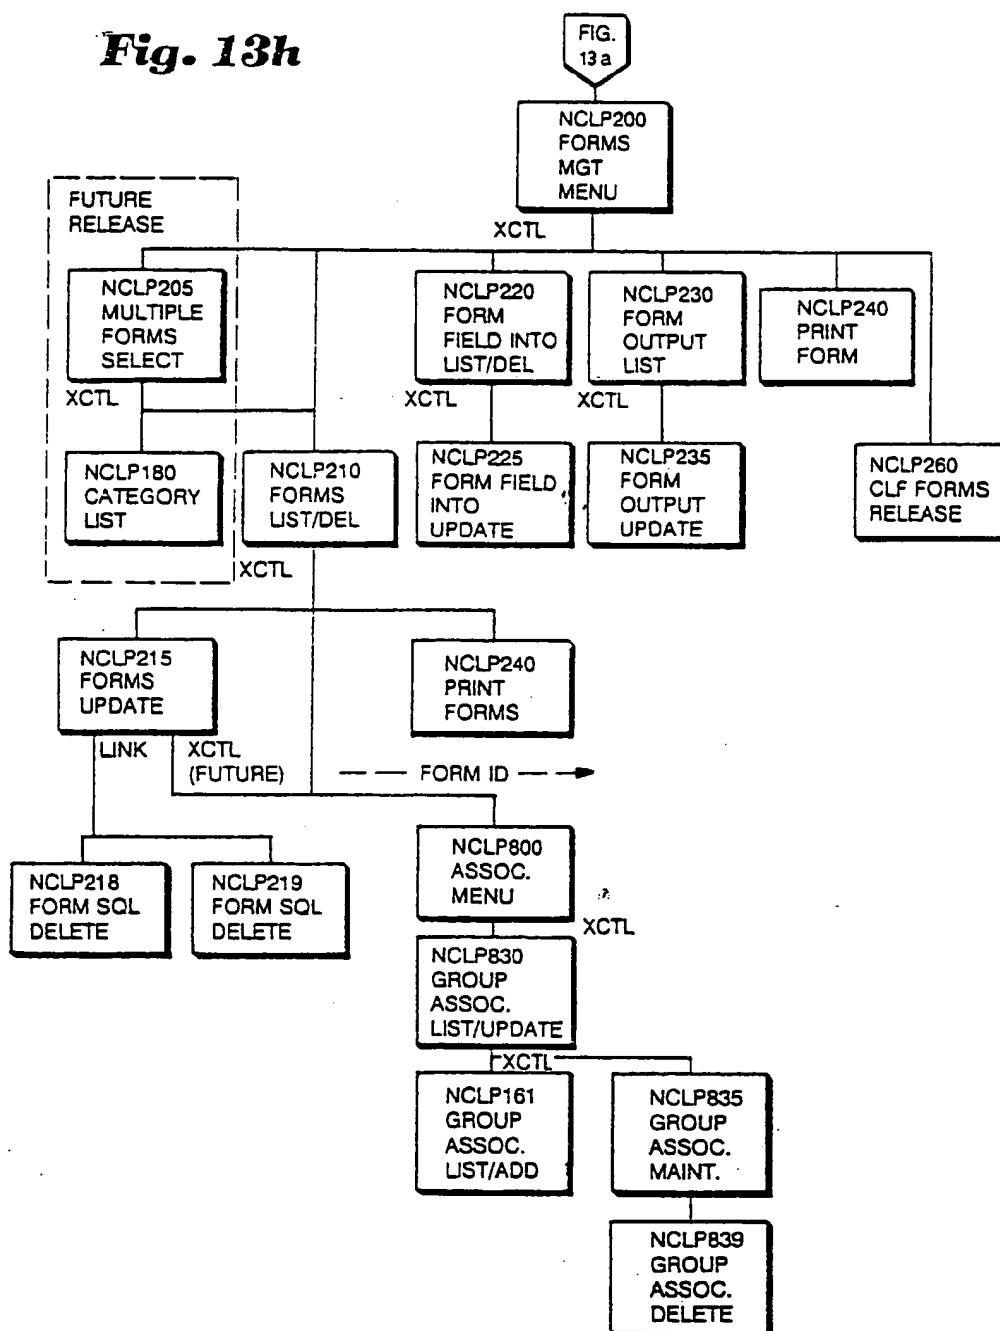 Fig. 13h
FIG.
13a
NCLP200
FORMS
MGT
MENU
XCTL
FUTURE
RELEASE
NCLP205
MULTIPLE
FORMS
SELECT
NCLP220
FORM
FIELD INTO
LIST/DEL
NCLP230
FORM
OUTPUT
LIST
NCLP240
PRINT
FORM
XCTL
XCTL
XCTL
NCLP180
CATEGORY
LIST
NCLP210
FORMS
LIST/DEL
NCLP225
FORM FIELD
INTO
UPDATE
NCLP235
FORM
OUTPUT
UPDATE
NCLP260
CLF FORMS
RELEASE
XCTL
NCLP215
FORMS
UPDATE
NCLP240
PRINT
FORMS
LINK
XCTL
(FUTURE)
FORM ID
NCLP800
ASSOC.
MENU
NCLP218
FORM SQL
DELETE
NCLP219
FORM SQL
DELETE
XCTL
NCLP830
GROUP
ASSOC.
LIST/UPDATE
XCTL
NCLP161
GROUP
ASSOC.
LIST/ADD
NCLP835
GROUP
ASSOC.
MAINT.
NCLP839
GROUP
ASSOC.
DELETE